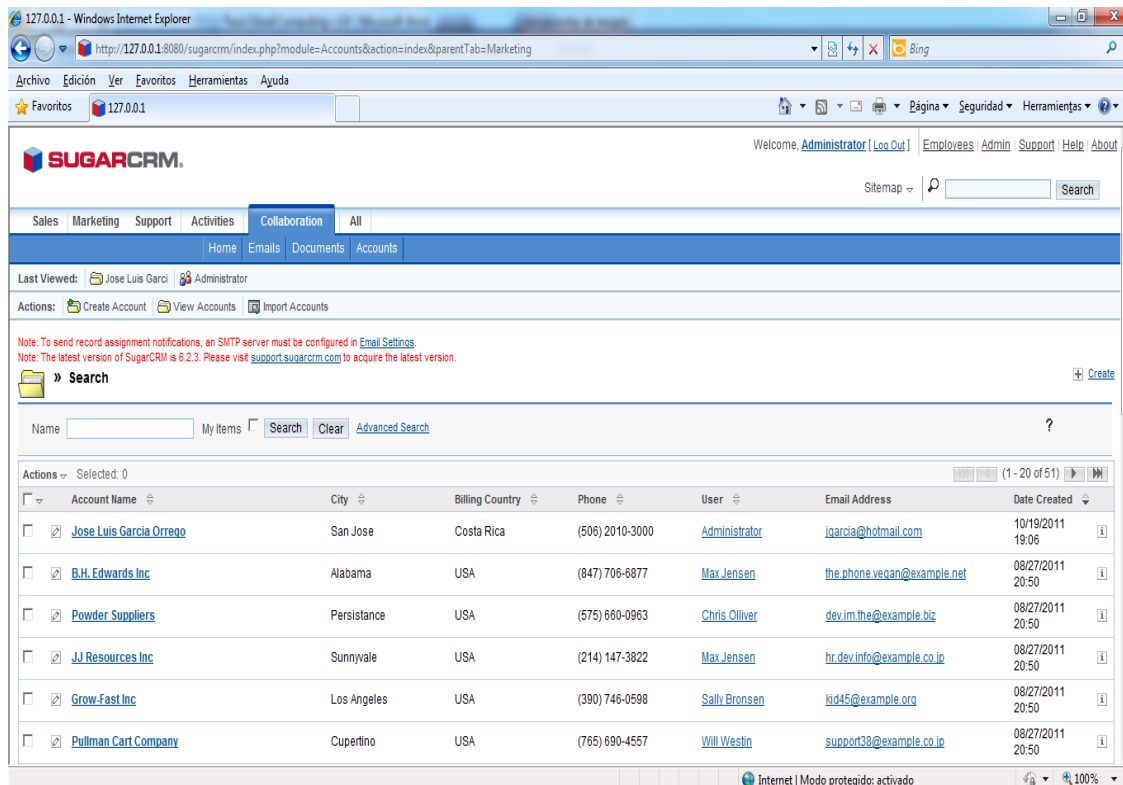 127.0.0.1 - Windows Internet Explorer
http://127.0.0.1:8080/sugarcrm/index.php?module=Accounts&action=index&parentTab=Marketing
Bing
Archivo Edición Ver Favoritos Herramientas Ayuda
Favoritos 127.0.0.1 Página Seguridad Herramientas
SUGARCRM.
Welcome, Administrator [ Log Out ] Employees | Admin | Support | Help | About
Sitemap Search
Sales Marketing Support Activities Collaboration All
Home Emails Documents Accounts
Last Viewed: Jose Luis Garci Administrator
Actions: Create Account View Accounts Import Accounts
Note: To send record assignment notifications, an SMTP server must be configured in Email Settings.
Note: The latest version of SugarCRM is 6.2.3. Please visit support.sugarcrm.com to acquire the latest version.
» Search
Create
Name My Items Search Clear Advanced Search ?
Actions Selected: 0 (1 - 20 of 51)
Account Name City Billing Country Phone User Email Address Date Created
Jose Luis Garcia Orrego San Jose Costa Rica (506) 2010-3000 Administrator jgarcia@hotmail.com 10/19/2011 19:06
B.H. Edwards Inc Alabama USA (847) 706-6877 Max Jensen the.phone.vegan@example.net 08/27/2011 20:50
Powder Suppliers Persistance USA (575) 660-0963 Chris Olliver dev.im.the@example.biz 08/27/2011 20:50
JJ Resources Inc Sunnyvale USA (214) 147-3822 Max Jensen hr.dev.info@example.co.jp 08/27/2011 20:50
Grow-Fast Inc Los Angeles USA (390) 746-0598 Sally Bronsen kid45@example.org 08/27/2011 20:50
Pullman Cart Company Cupertino USA (765) 690-4557 Will Westin support38@example.co.jp 08/27/2011 20:50
Internet | Modo protegido: activado 100%